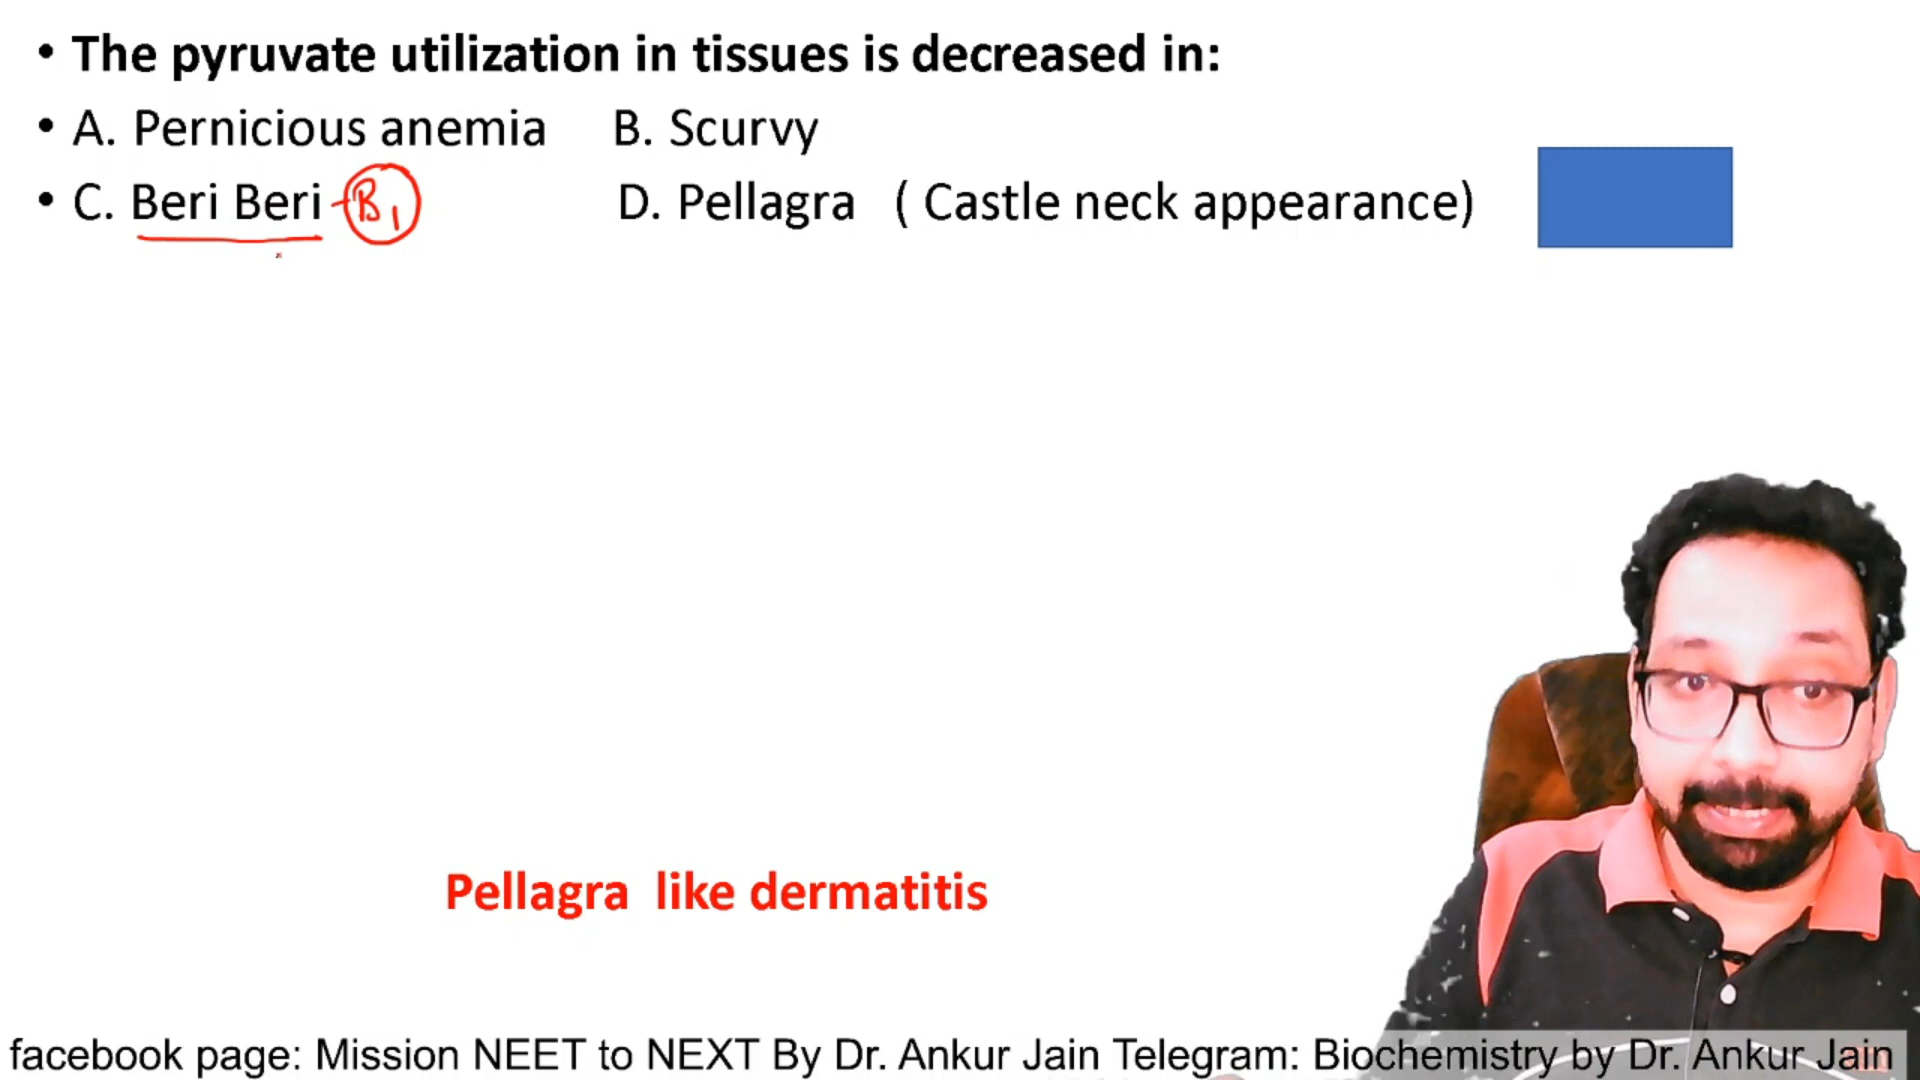 • The pyruvate utilization in tissues is decreased in:
• A. Pernicious anemia B. Scurvy
• C. Beri Beri - B1 D. Pellagra ( Castle neck appearance)
Pellagra like dermatitis
facebook page: Mission NEET to NEXT By Dr. Ankur Jain Telegram: Biochemistry by Dr. Ankur Jain